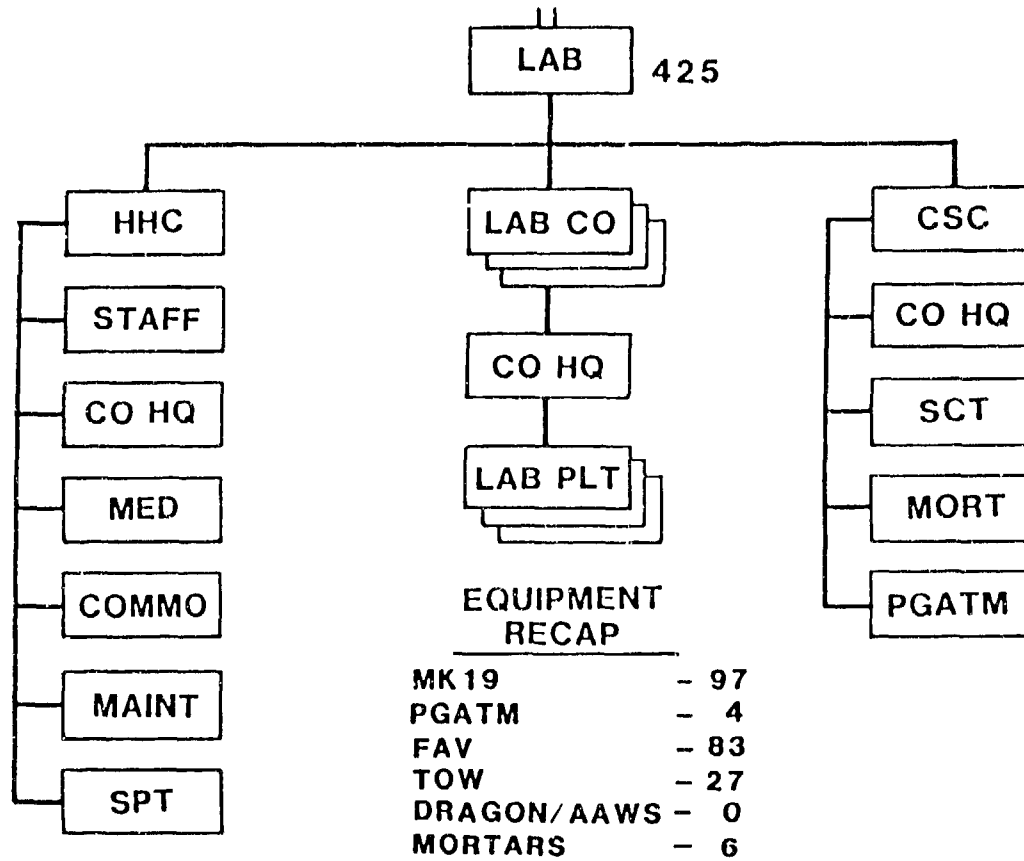 LAB
425
HHC
STAFF
CO HQ
MED
COMMO
MAINT
SPT
LAB CO
CO HQ
LAB PLT
CSC
CO HQ
SCT
MORT
PGATM
EQUIPMENT
RECAP
MK19 - 97
PGATM - 4
FAV - 83
TOW - 27
DRAGON/AAWS - 0
MORTARS - 6